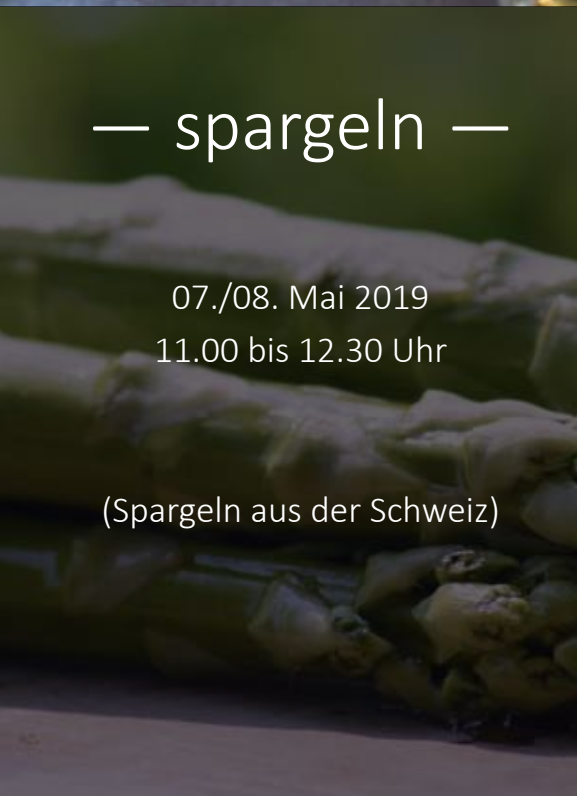 — spargeln —
07./08. Mai 2019
11.00 bis 12.30 Uhr
(Spargeln aus der Schweiz)